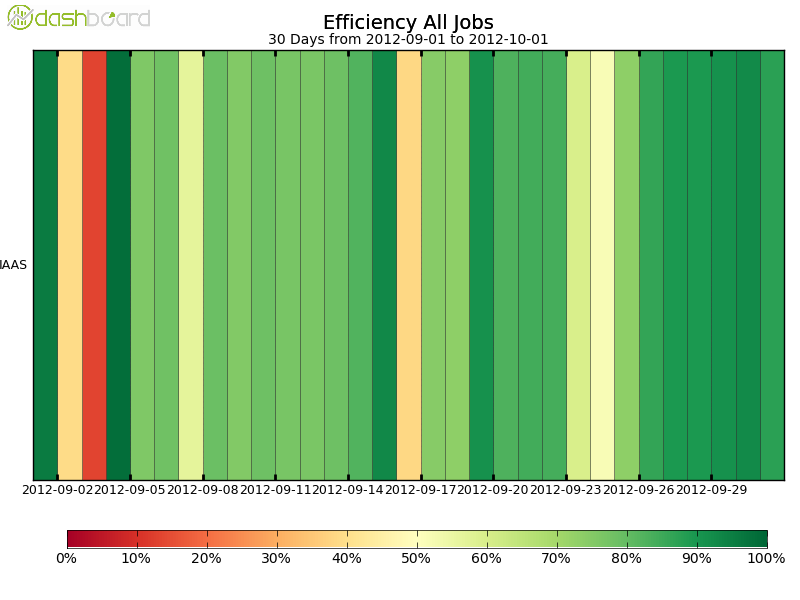 dashboard
Efficiency All Jobs
30 Days from 2012-09-01 to 2012-10-01
IAAS
2012-09-02 2012-09-05 2012-09-08 2012-09-11 2012-09-14 2012-09-17 2012-09-20 2012-09-23 2012-09-26 2012-09-29
0% 10% 20% 30% 40% 50% 60% 70% 80% 90% 100%